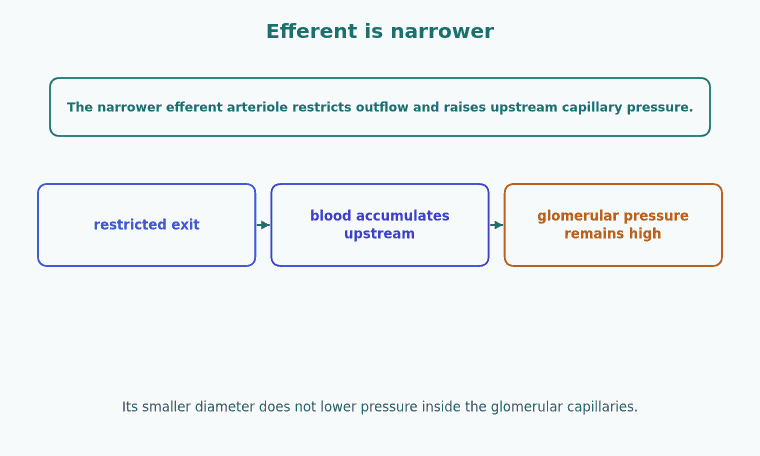 Efferent is narrower
The narrower efferent arteriole restricts outflow and raises upstream capillary pressure.
restricted exit
blood accumulates
upstream
glomerular pressure
remains high
Its smaller diameter does not lower pressure inside the glomerular capillaries.